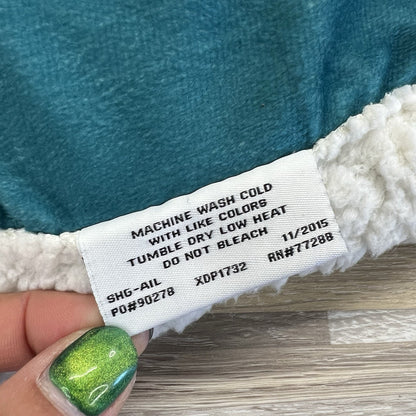 MACHINE WASH COLD
WITH LIKE COLORS
TUMBLE DRY LOW HEAT
DO NOT BLEACH
11/2015
SHG-AIL
PO#90278 XDP1732 RN#77288